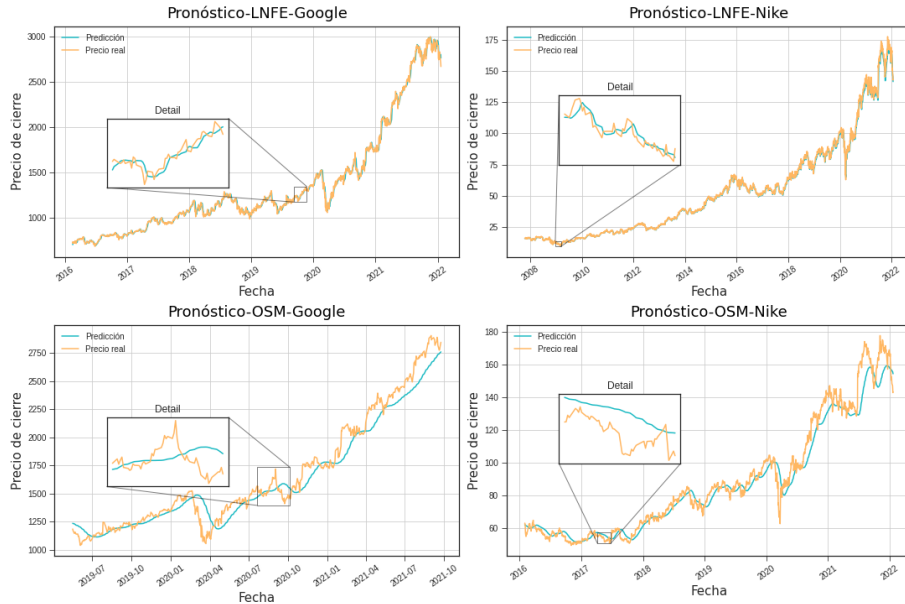 Pronóstico-LNFE-Google
Predicción
Precio real
Detail
Precio de cierre
3000
2500
2000
1500
1000
2016
2017
2018
2019
2020
2021
2022
Fecha
Pronóstico-LNFE-Nike
Predicción
Precio real
Detail
Precio de cierre
175
150
125
100
75
50
25
2008
2010
2012
2014
2016
2018
2020
2022
Fecha
Pronóstico-OSM-Google
Predicción
Precio real
Detail
Precio de cierre
2750
2500
2250
2000
1750
1500
1250
1000
2019-07
2019-10
2020-01
2020-04
2020-07
2020-10
2021-01
2021-04
2021-07
2021-10
Fecha
Pronóstico-OSM-Nike
Predicción
Precio real
Detail
Precio de cierre
180
160
140
120
100
80
60
2016
2017
2018
2019
2020
2021
2022
Fecha